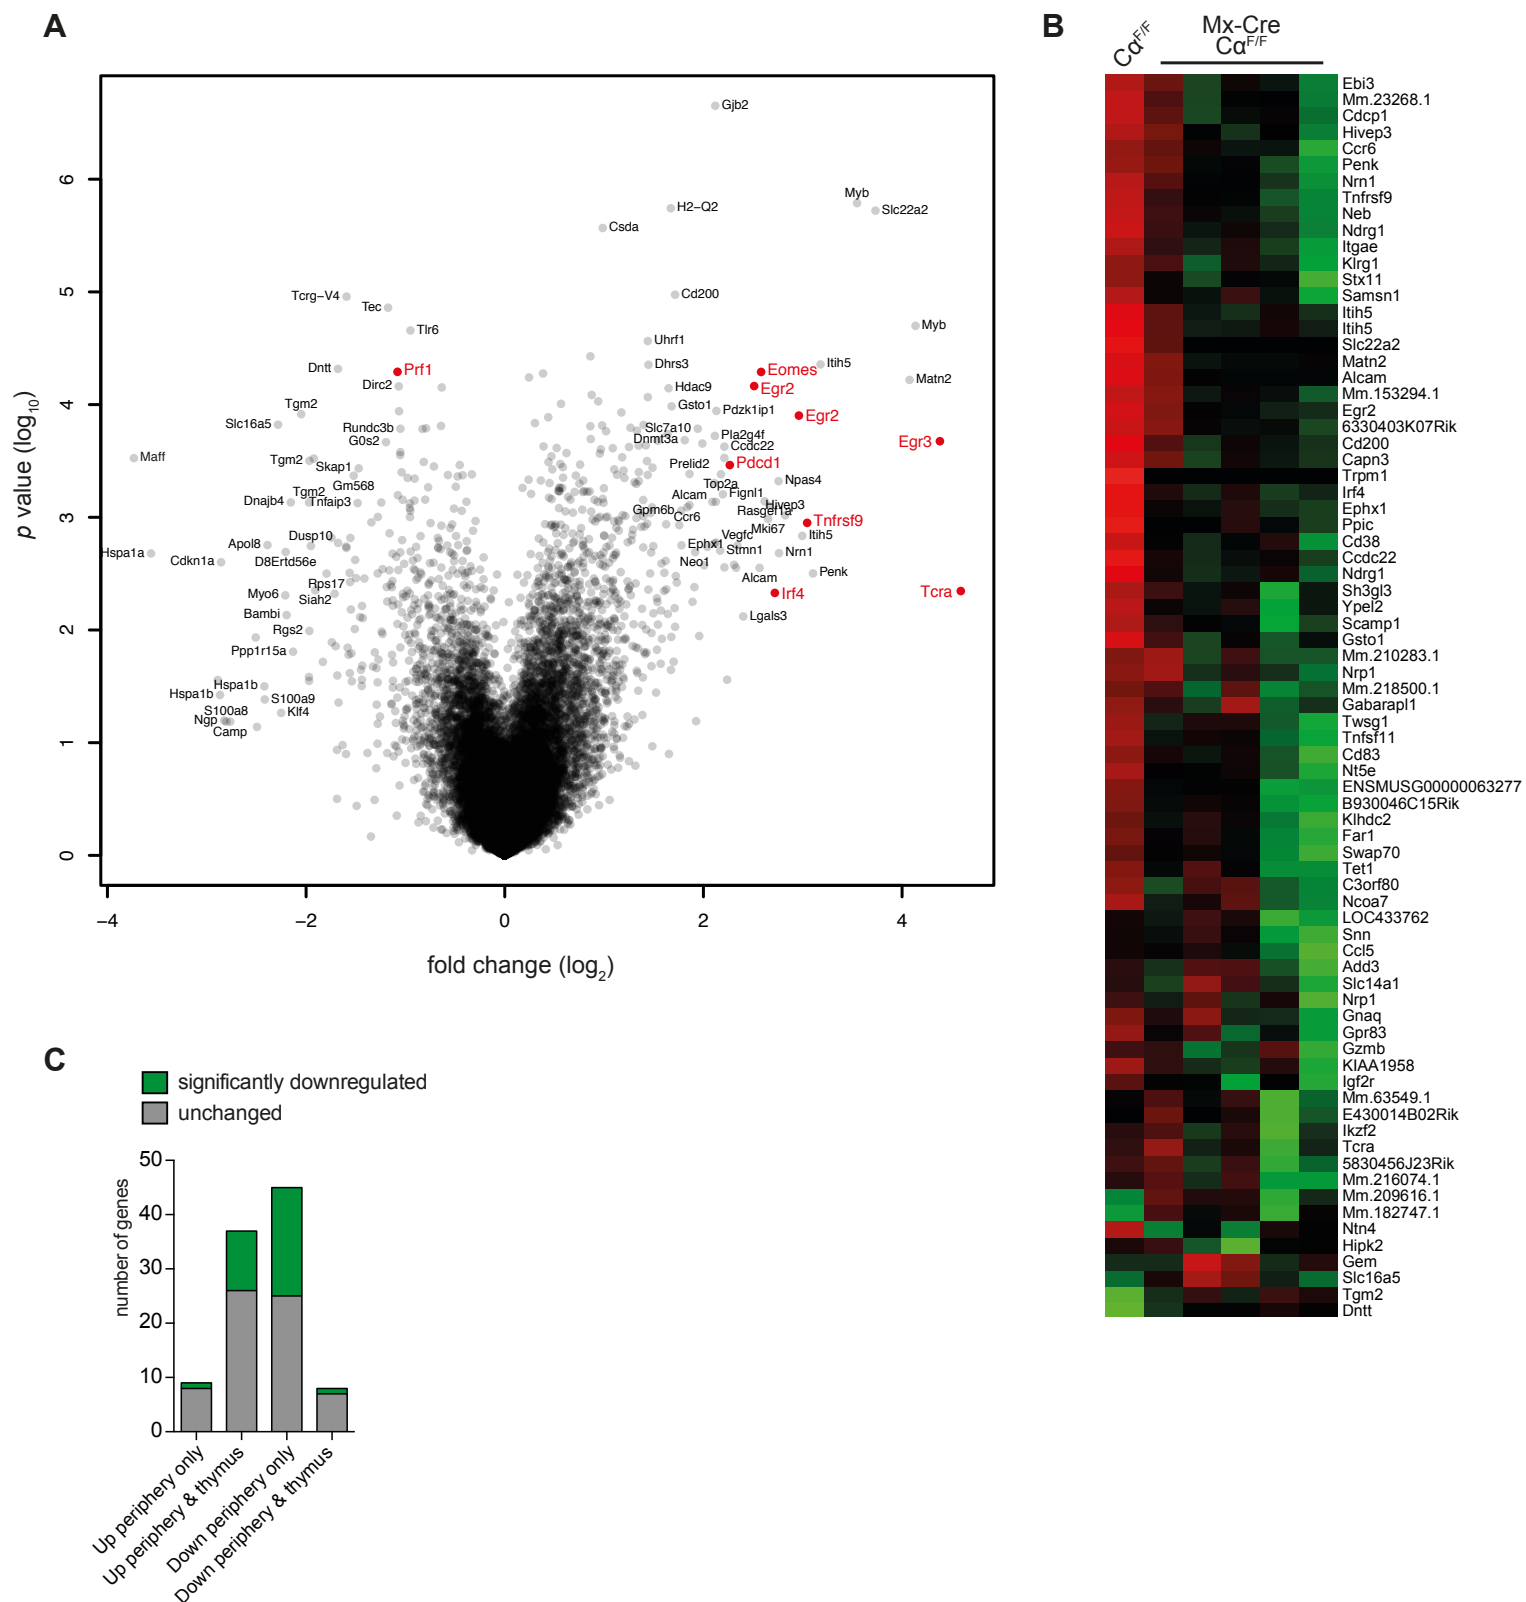 A
Gjb2
H2−Q2
Csda
Myb
Slc22a2
Tcrg−V4
Tec
Tlr6
Cd200
Uhrf1
Myb
Dntt
Prf1
Dirc2
Dhrs3
Eomes
Itih5
Egr2
Hdac9
Matn2
Tgm2
Slc16a5
Rundc3b
G0s2
Gsto1
Pdzk1ip1
Egr2
Slc7a10
Dnmt3a
Pla2g4f
Ccdc22
Egr3
Maff
Tgm2
Skap1
Gm568
Prelid2
Pdcd1
Top2a
Npas4
Tgm2
Dnajb4
Tnfaip3
Alcam
Fignl1
Gpm6b
Ccr6
Hivep3
Rasgef1a
Mki67
Tnfrsf9
Itih5
Hspa1a
Apol8
Dusp10
Cdkn1a
D8Ertd56e
Vegfc
Ephx1
Stmn1
Nrn1
Neo1
Alcam
Penk
Rps17
Myo6
Siah2
Irf4
Tcra
Bambi
Lgals3
Rgs2
Ppp1r15a
Hspa1b
Hspa1b
S100a9
S100a8
Klf4
Ngp
Camp
6
5
4
3
2
1
0
p value (log10)
−4
−2
0
2
4
fold change (log2)
B
CαF/F
Mx-Cre
CαF/F
Ebi3
Mm.23268.1
Cdcp1
Hivep3
Ccr6
Penk
Nrn1
Tnfrsf9
Neb
Ndrg1
Itgae
Klrg1
Stx11
Samsn1
Itih5
Itih5
Slc22a2
Matn2
Alcam
Mm.153294.1
Egr2
6330403K07Rik
Cd200
Capn3
Trpm1
Irf4
Ephx1
Ppic
Cd38
Ccdc22
Ndrg1
Sh3gl3
Ypel2
Scamp1
Gsto1
Mm.210283.1
Nrp1
Mm.218500.1
Gabarapl1
Twsg1
Tnfsf11
Cd83
Nt5e
ENSMUSG00000063277
B930046C15Rik
Klhdc2
Far1
Swap70
Tet1
C3orf80
Ncoa7
LOC433762
Snn
Ccl5
Add3
Slc14a1
Nrp1
Gnaq
Gpr83
Gzmb
KIAA1958
Igf2r
Mm.63549.1
E430014B02Rik
Ikzf2
Tcra
5830456J23Rik
Mm.216074.1
Mm.209616.1
Mm.182747.1
Ntn4
Hipk2
Gem
Slc16a5
Tgm2
Dntt
C
significantly downregulated
unchanged
50
40
30
20
10
0
number of genes
Up periphery only
Up periphery & thymus
Down periphery only
Down periphery & thymus